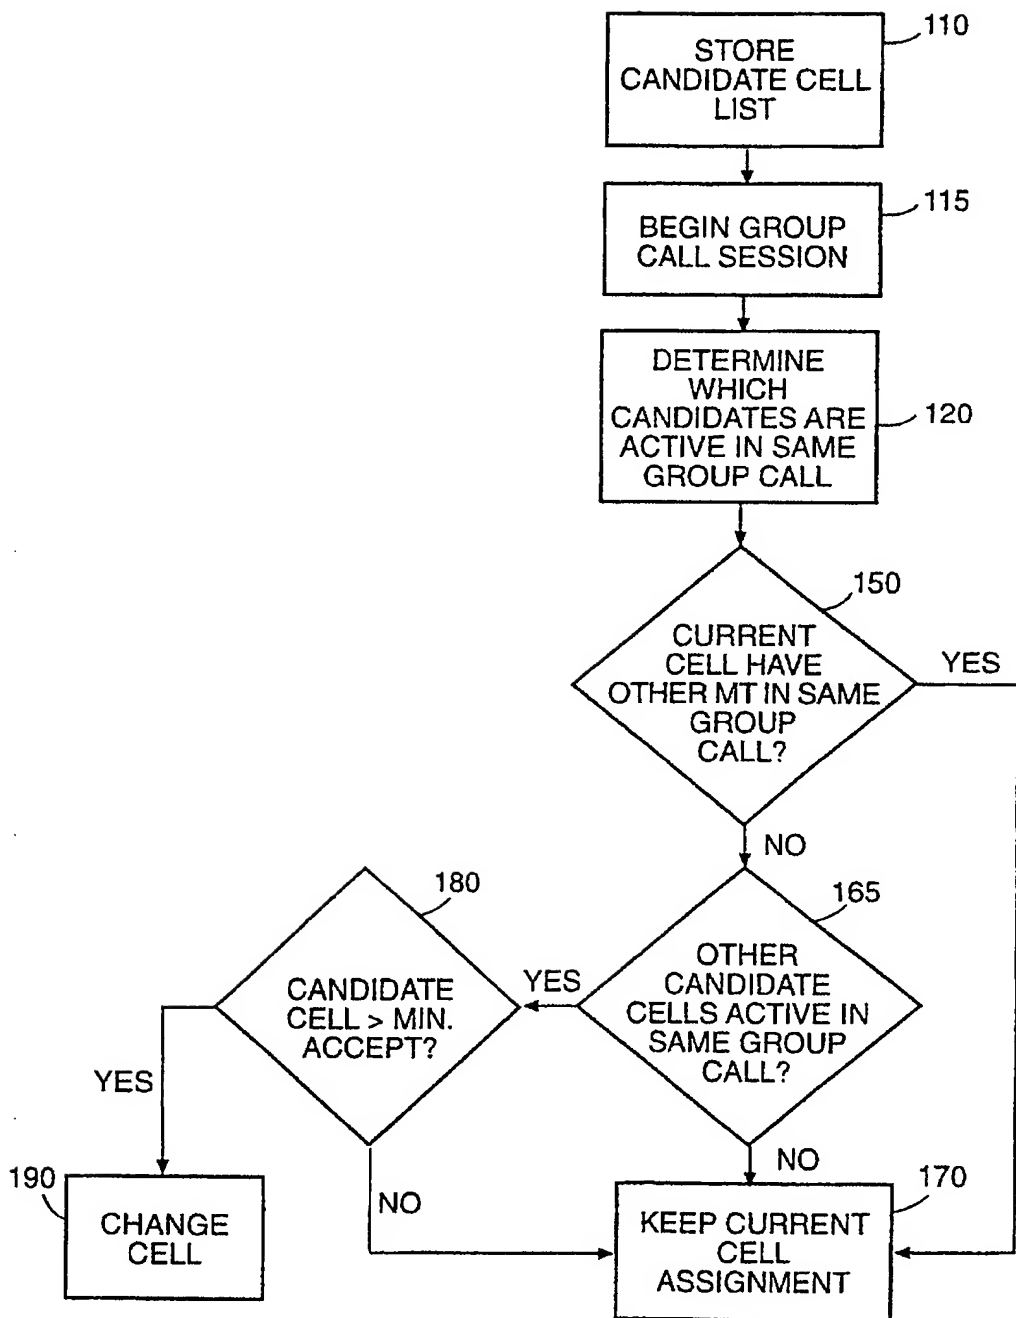 110
STORE
CANDIDATE CELL
LIST
115
BEGIN GROUP
CALL SESSION
DETERMINE
WHICH
CANDIDATES ARE
ACTIVE IN SAME
GROUP CALL
120
150
CURRENT
CELL HAVE
OTHER MT IN SAME
GROUP
CALL?
YES
NO
180
165
CANDIDATE
CELL > MIN.
ACCEPT?
YES
OTHER
CANDIDATE
CELLS ACTIVE IN
SAME GROUP
CALL?
YES
NO
NO
190
CHANGE
CELL
170
KEEP CURRENT
CELL
ASSIGNMENT